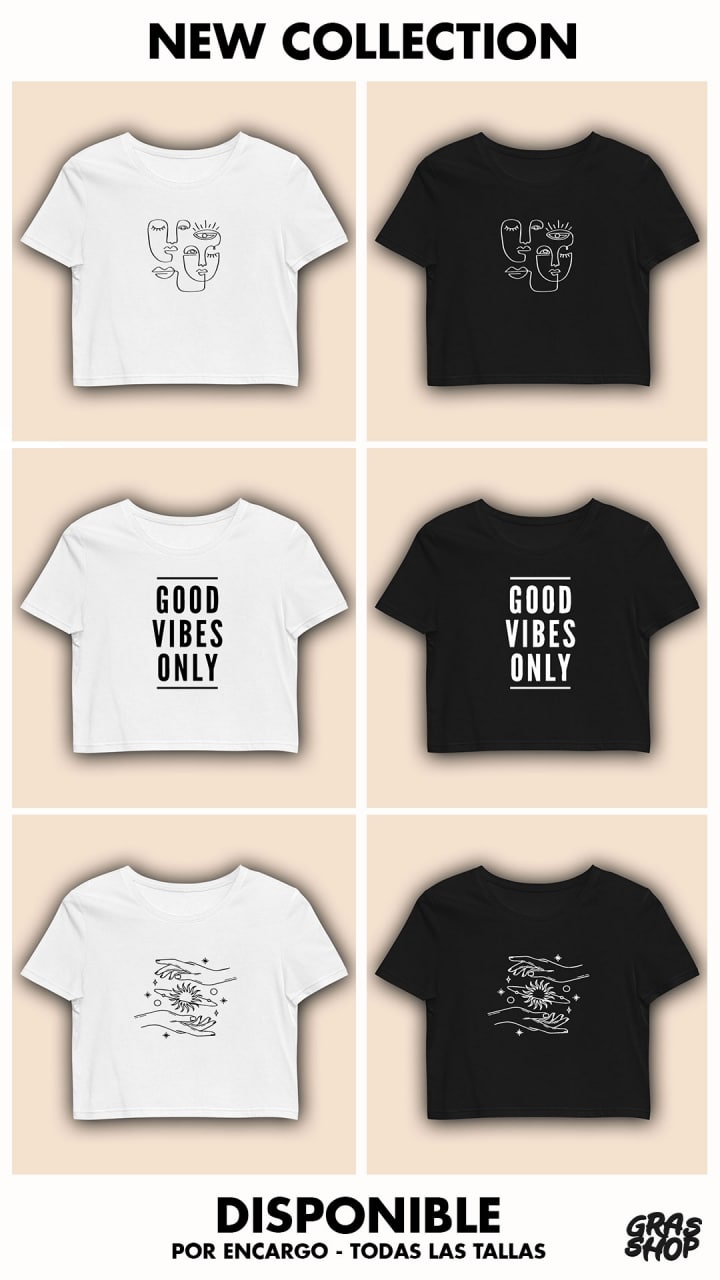 NEW COLLECTION
GOOD
VIBES
ONLY
GOOD
VIBES
ONLY
DISPONIBLE
POR ENCARGO - TODAS LAS TALLAS
GRAS
SHOP